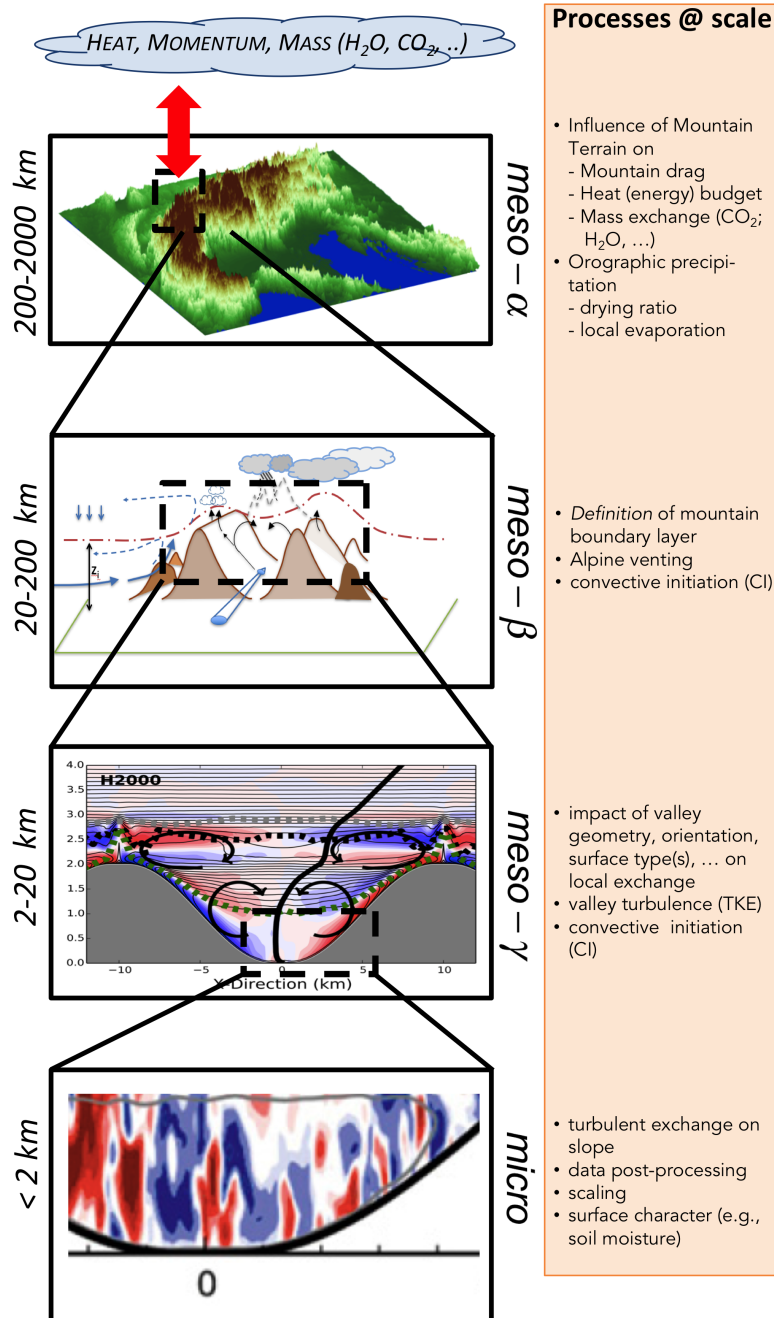 HEAT, MOMENTUM, MASS (H₂O, CO₂, ..)
Processes @ scale
200-2000 km
meso – α
• Influence of Mountain
Terrain on
- Mountain drag
- Heat (energy) budget
- Mass exchange (CO₂;
H₂O, …)
• Orographic precipi-
tation
- drying ratio
- local evaporation
20-200 km
zᵢ
meso – β
• Definition of mountain
boundary layer
• Alpine venting
• convective initiation (CI)
2-20 km
H2000
4.0
3.5
3.0
2.5
2.0
1.5
1.0
0.5
0.0
−10
−5
0
5
10
X-Direction (km)
meso – γ
• impact of valley
geometry, orientation,
surface type(s), … on
local exchange
• valley turbulence (TKE)
• convective initiation
(CI)
< 2 km
0
micro
• turbulent exchange on
slope
• data post-processing
• scaling
• surface character (e.g.,
soil moisture)